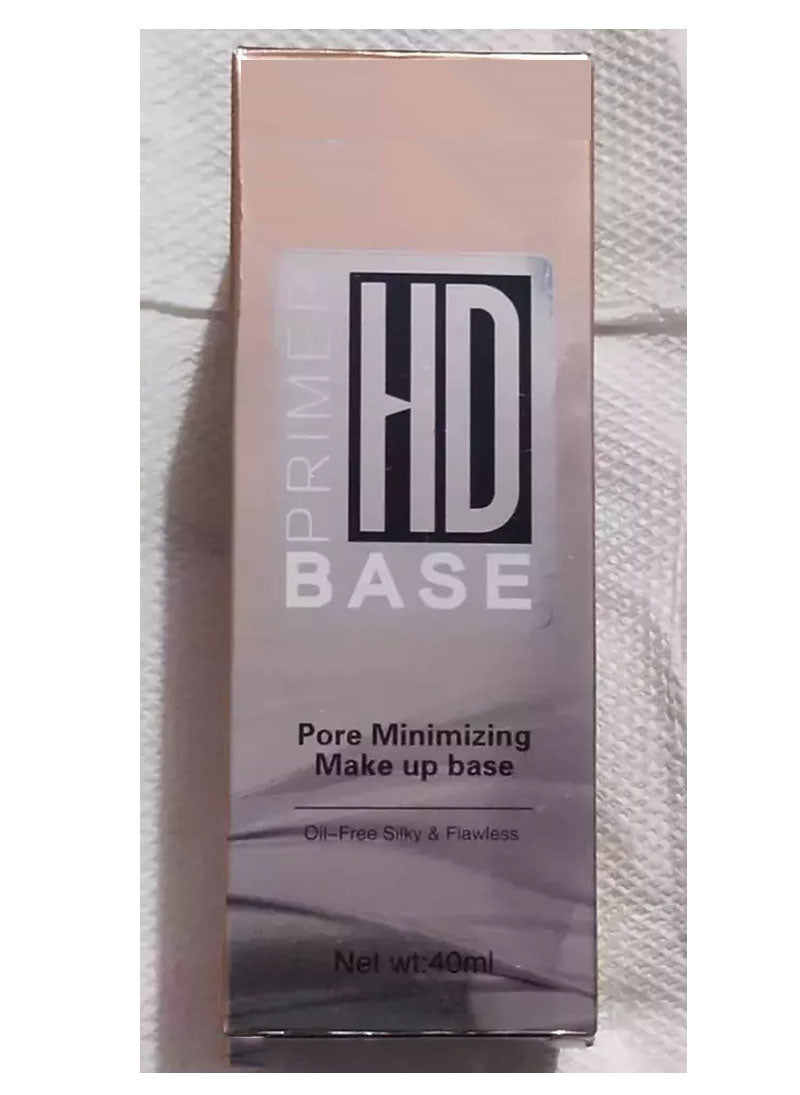 PRIMER
HD
BASE
Pore Minimizing
Make up base
Oil-Free Silky & Flawless
Net wt:40ml